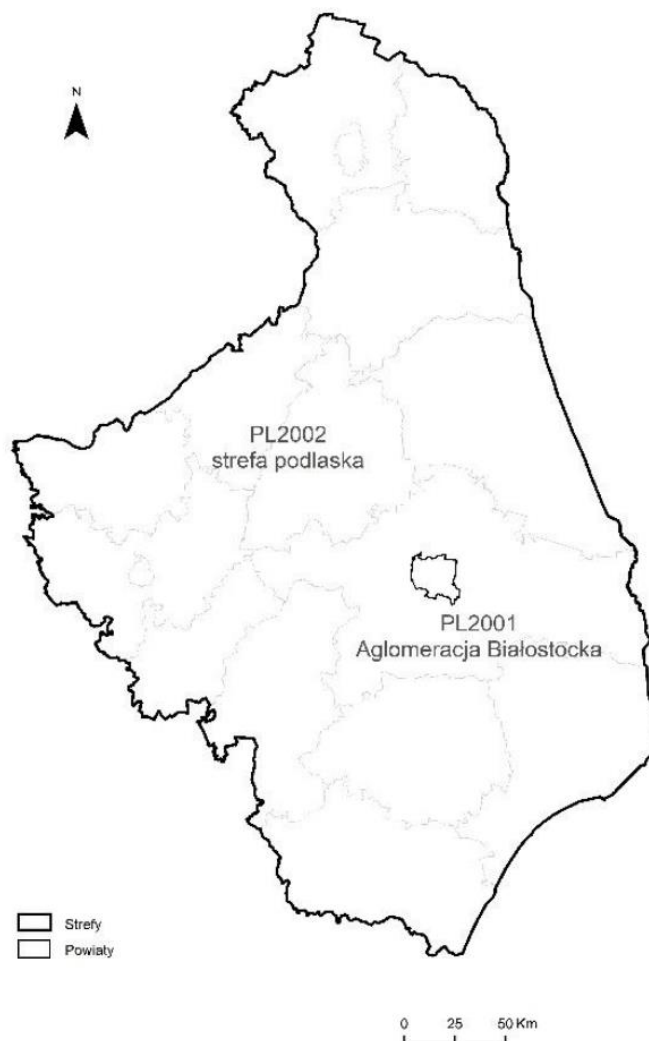 N
PL2002
strefa podlaska
PL2001
Aglomeracja Białostocka
Strefy
Powiaty
0 25 50 Km